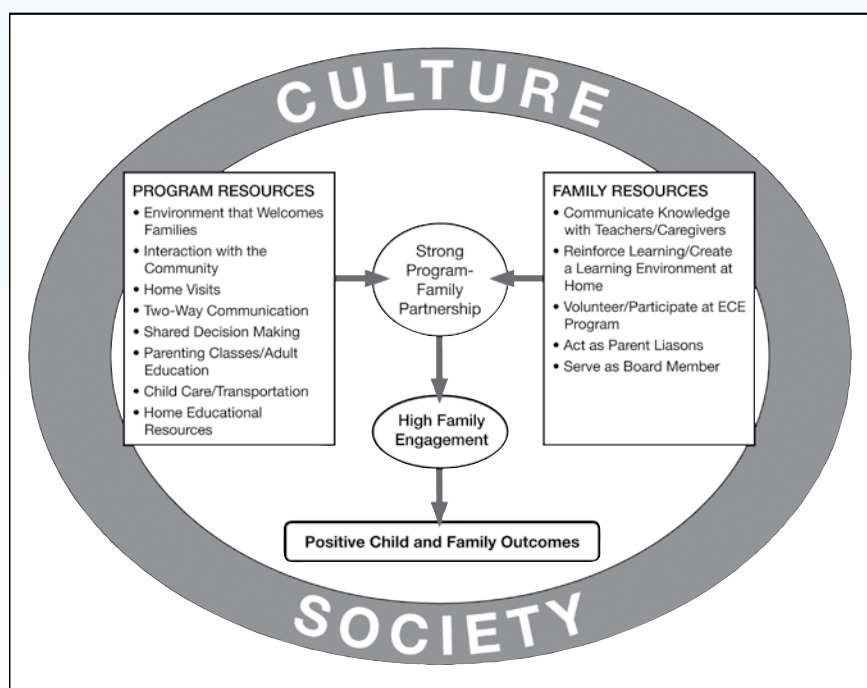 CULTURE
PROGRAM RESOURCES
• Environment that Welcomes
Families
• Interaction with the
Community
• Home Visits
• Two-Way Communication
• Shared Decision Making
• Parenting Classes/Adult
Education
• Child Care/Transportation
• Home Educational
Resources
Strong
Program-
Family
Partnership
High Family
Engagement
Positive Child and Family Outcomes
FAMILY RESOURCES
• Communicate Knowledge
with Teachers/Caregivers
• Reinforce Learning/Create
a Learning Environment at
Home
• Volunteer/Participate at ECE
Program
• Act as Parent Liasons
• Serve as Board Member
SOCIETY